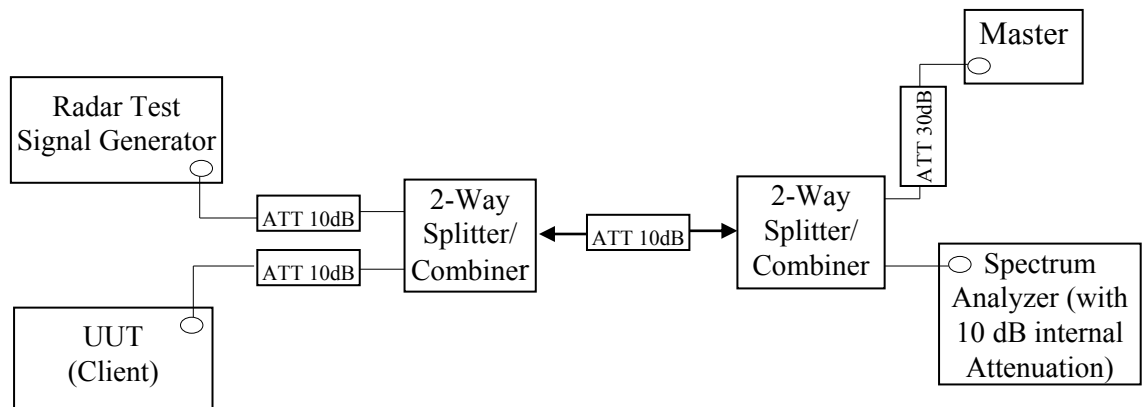 Radar Test
Signal Generator
ATT 10dB
ATT 10dB
UUT
(Client)
2-Way
Splitter/
Combiner
ATT 10dB
2-Way
Splitter/
Combiner
ATT 30dB
Master
Spectrum
Analyzer (with
10 dB internal
Attenuation)